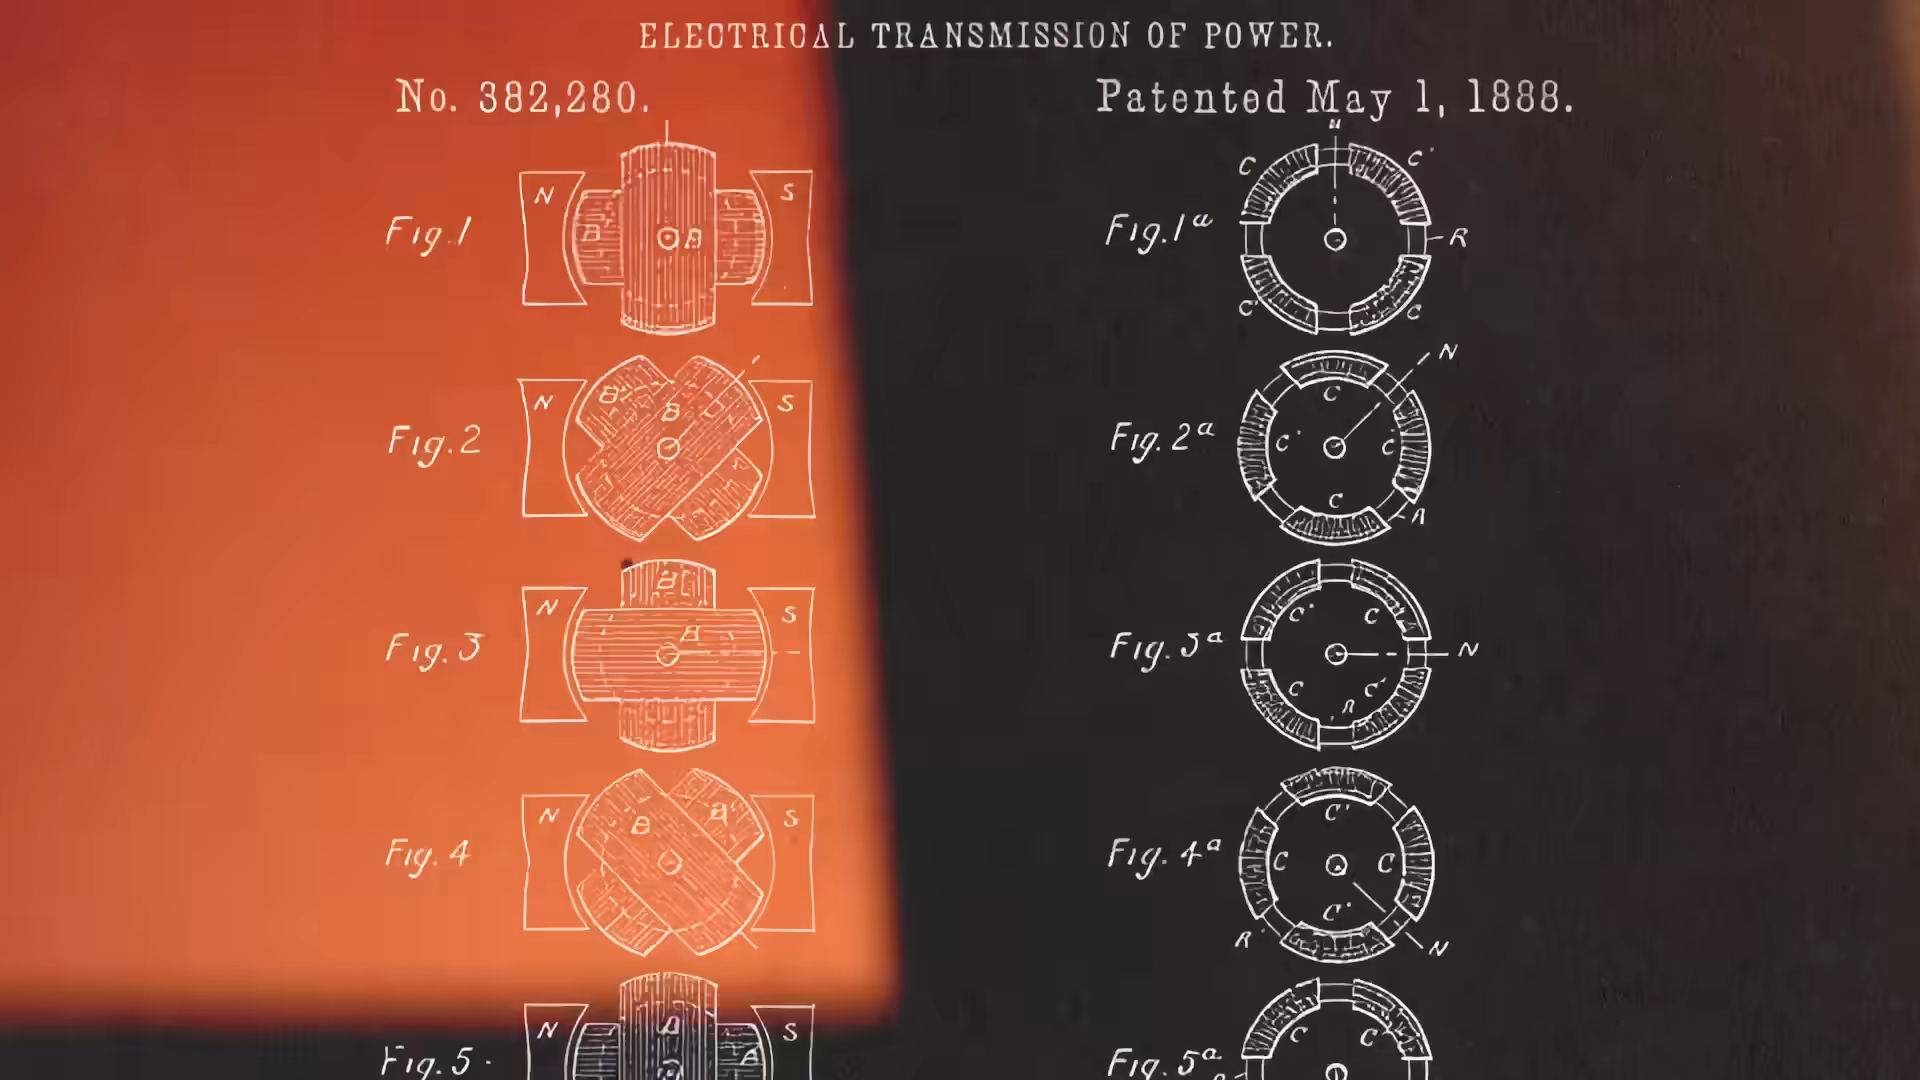 ELECTRICAL TRANSMISSION OF POWER.
No. 382,280.
Patented May 1, 1888.
Fig.1
N
B'
B
S
Fig.1a
C
C'
R
C'
C
Fig.2
N
B'
B
S
Fig.2a
N
C
C'
C'
C
R
Fig.3
N
B'
B
S
Fig.3a
C'
C
N
C
C'
R
Fig.4
N
B
B'
S
Fig.4a
C'
C
C
C'
R
N
Fig.5
N
B
B'
S
Fig.5a
C
C'